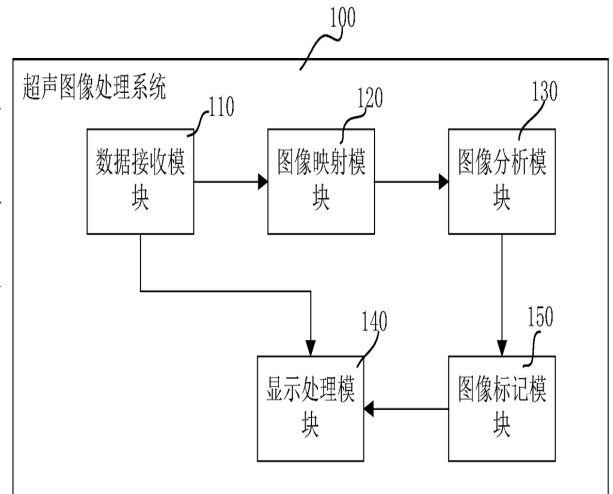 100
超声图像处理系统
110
120
130
数据接收模
块
图像映射模
块
图像分析模
块
140
150
显示处理模
块
图像标记模
块